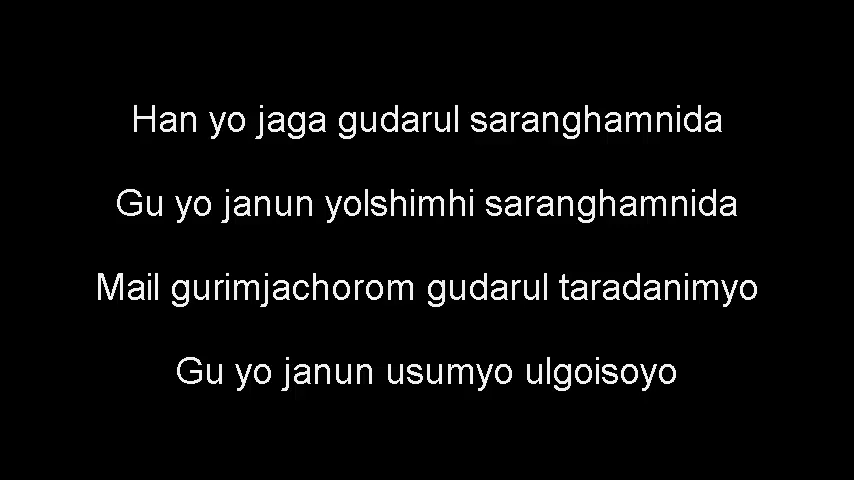 Han yo jaga gudarul saranghamnida
Gu yo janun yolshimhi saranghamnida
Mail gurimjachorom gudarul taradanimyo
Gu yo janun usumyo ulgoisoyo